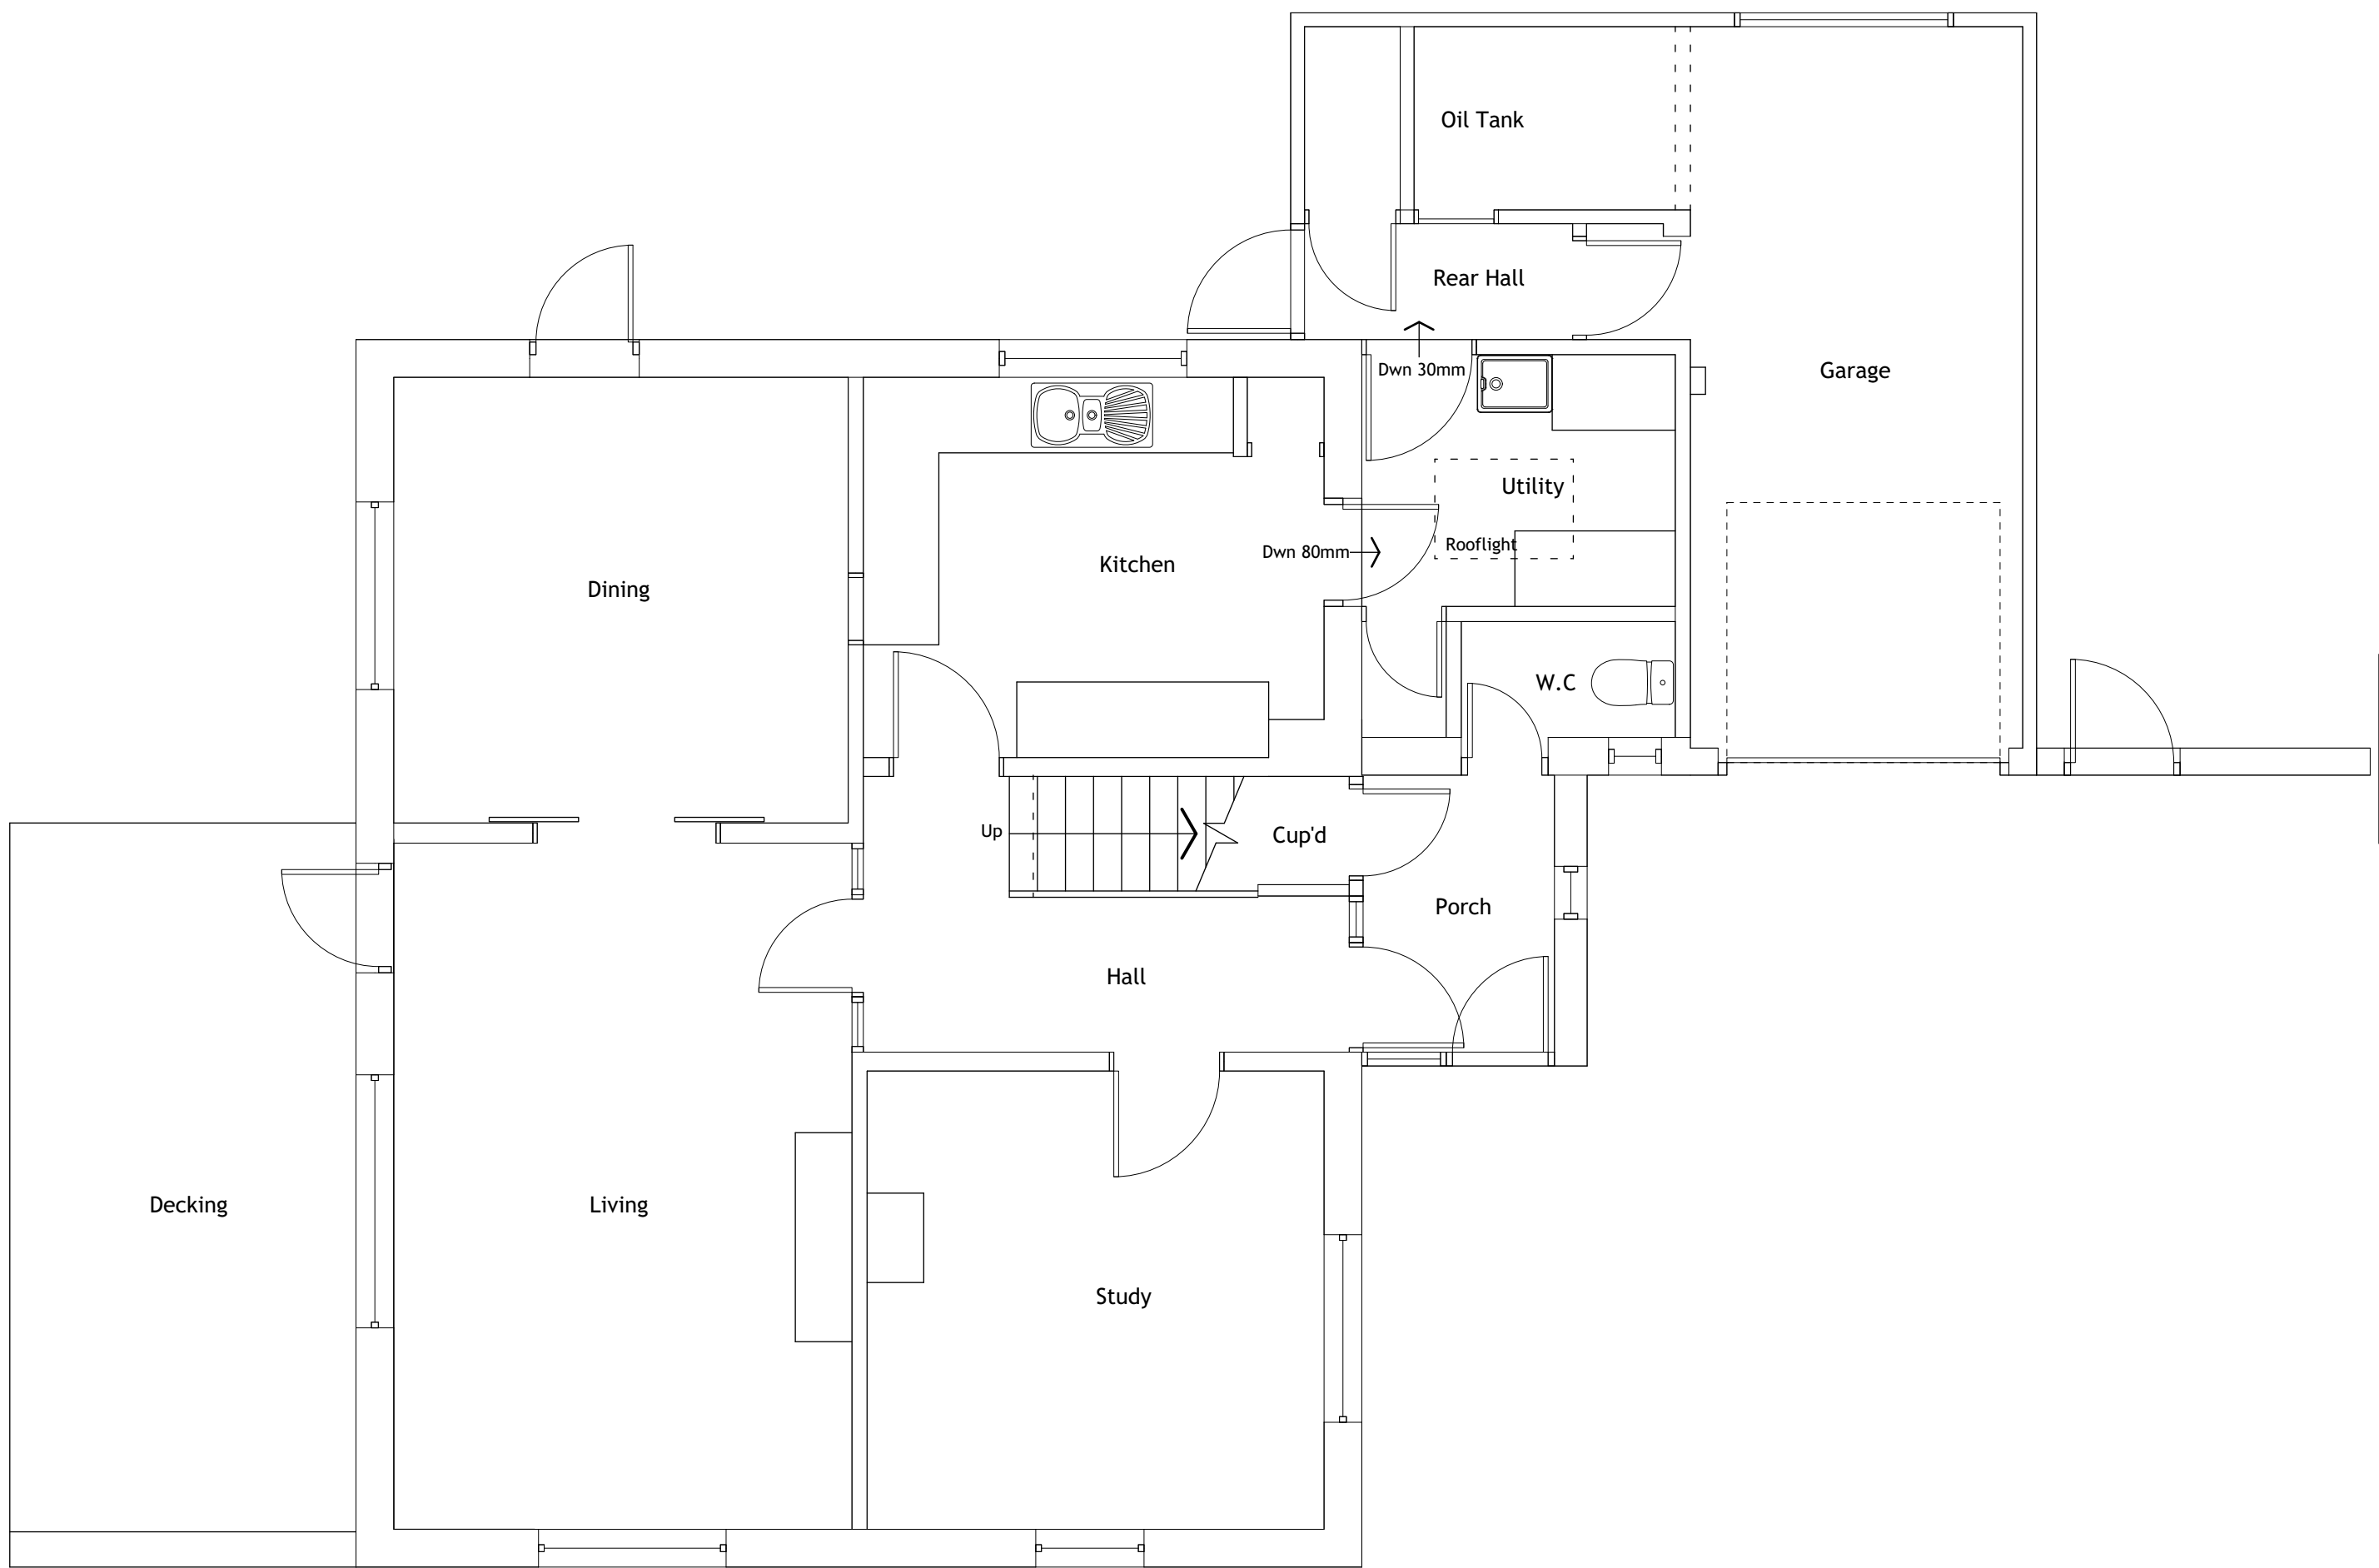 Oil Tank
Rear Hall
Dwn 30mm
Garage
Utility
Rooflight
Dwn 80mm
Kitchen
Dining
W.C
Up
Cup'd
Porch
Hall
Decking
Living
Study